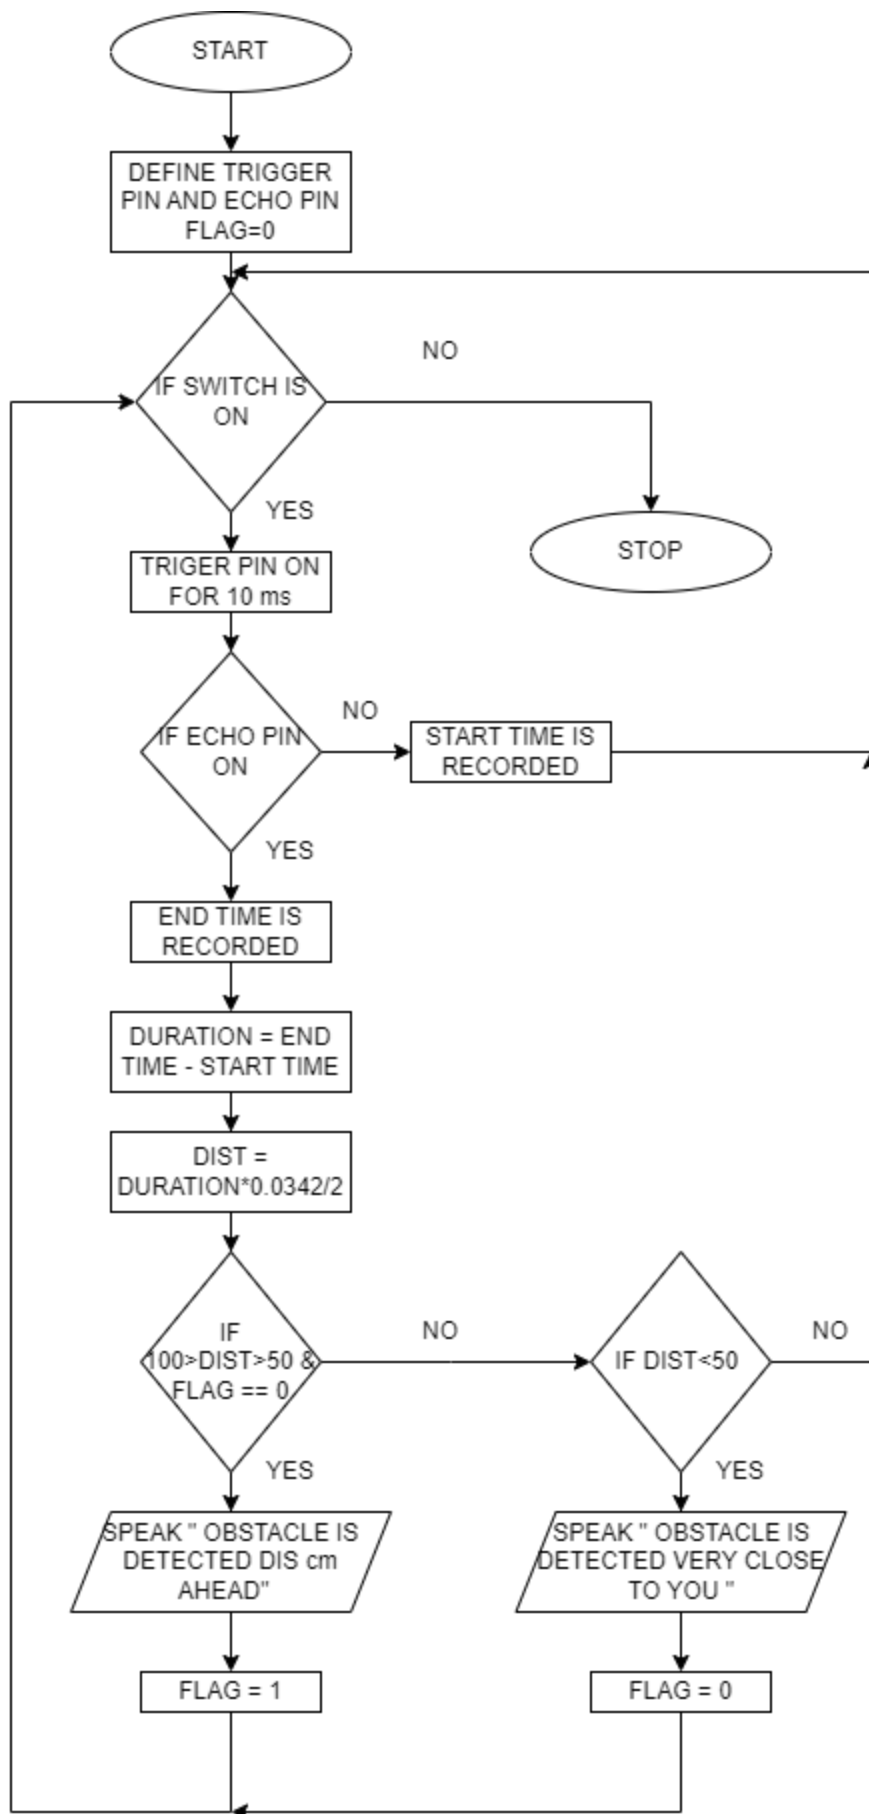 START
DEFINE TRIGGER
PIN AND ECHO PIN
FLAG=0
NO
IF SWITCH IS
ON
YES
STOP
TRIGER PIN ON
FOR 10 ms
NO
IF ECHO PIN
ON
START TIME IS
RECORDED
YES
END TIME IS
RECORDED
DURATION = END
TIME - START TIME
DIST =
DURATION*0.0342/2
IF
100>DIST>50 &
FLAG == 0
NO
IF DIST<50
NO
YES
YES
SPEAK " OBSTACLE IS
DETECTED DIS cm
AHEAD"
SPEAK " OBSTACLE IS
DETECTED VERY CLOSE
TO YOU "
FLAG = 1
FLAG = 0